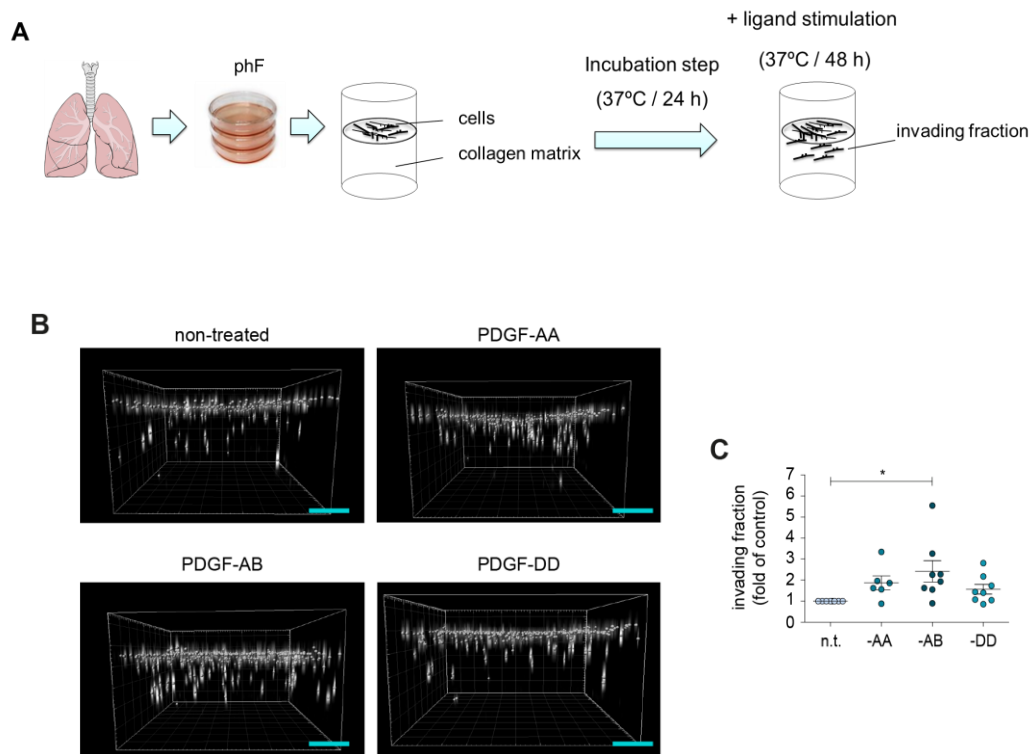 A
phF
cells
collagen matrix
Incubation step
(37ºC / 24 h)
+ ligand stimulation
(37ºC / 48 h)
invading fraction
B
non-treated
PDGF-AA
PDGF-AB
PDGF-DD
C
invading fraction
(fold of control)
7
6
5
4
3
2
1
0
*
n.t.
-AA
-AB
-DD